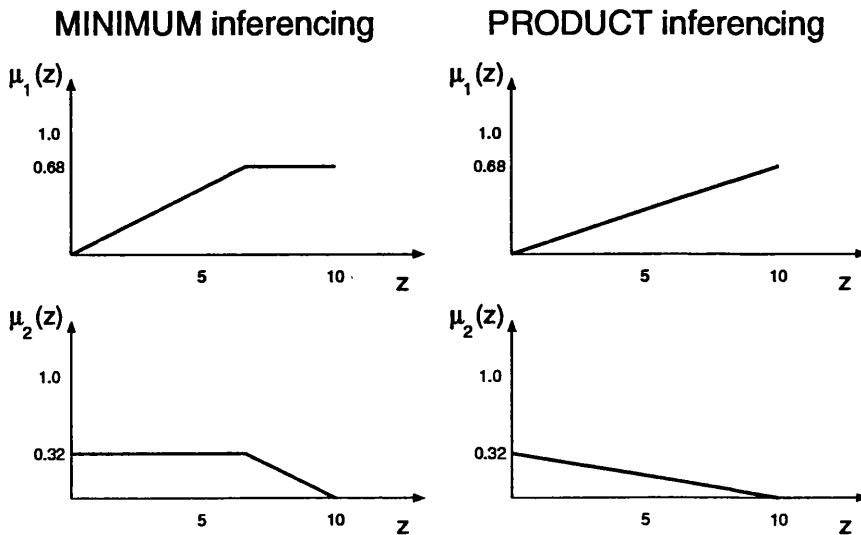 MINIMUM inferencing
μ1(z)
1.0
0.68
5
10
z
μ2(z)
1.0
0.32
5
10
z
PRODUCT inferencing
μ1(z)
1.0
0.68
5
10
z
μ2(z)
1.0
0.32
5
10
z